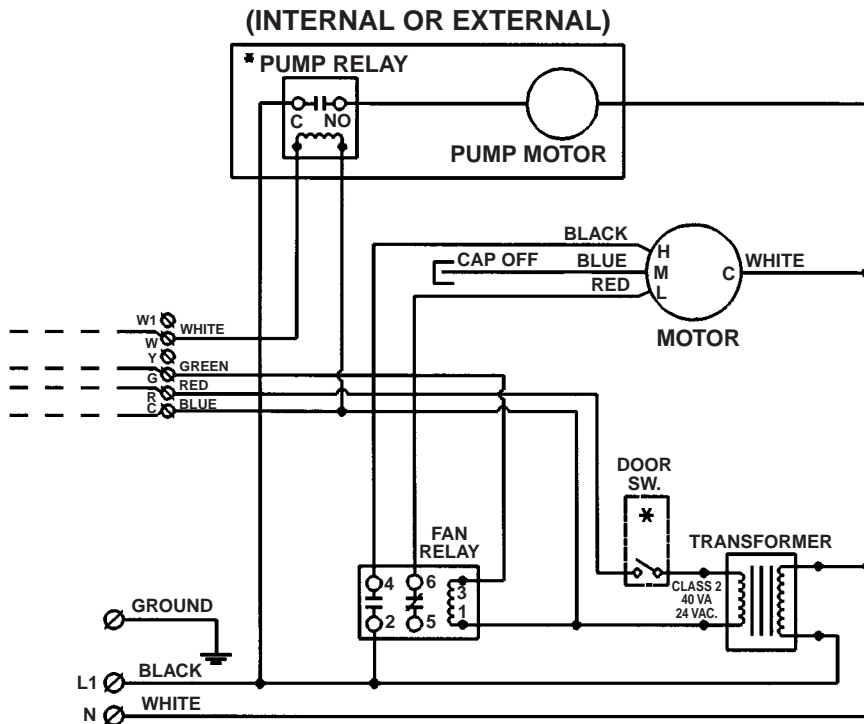 (INTERNAL OR EXTERNAL)
* PUMP RELAY
C NO
PUMP MOTOR
BLACK
H
CAP OFF BLUE M C WHITE
RED L
MOTOR
W1
W WHITE
Y
G GREEN
R RED
C BLUE
DOOR
SW.
*
FAN
RELAY
TRANSFORMER
4 6 3
2 5 1
CLASS 2
40 VA
24 VAC.
GROUND
L1 BLACK
N WHITE